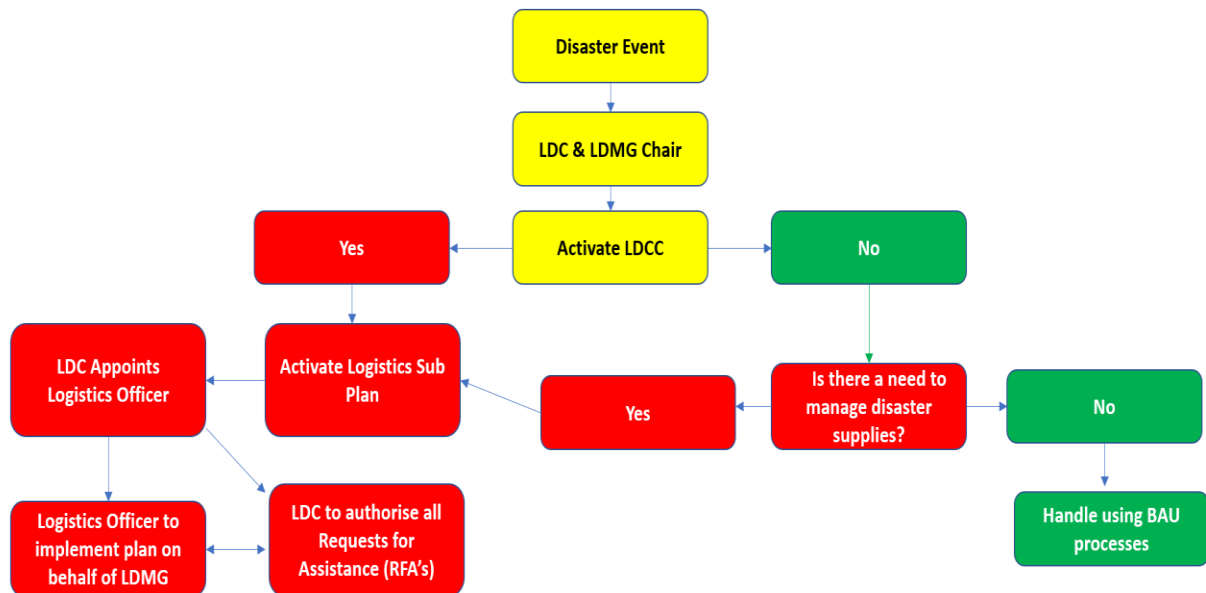 Disaster Event
LDC & LDMG Chair
Yes
Activate LDCC
No
LDC Appoints
Logistics Officer
Activate Logistics Sub
Plan
Yes
Is there a need to
manage disaster
supplies?
No
Logistics Officer to
implement plan on
behalf of LDMG
LDC to authorise all
Requests for
Assistance (RFA's)
Handle using BAU
processes